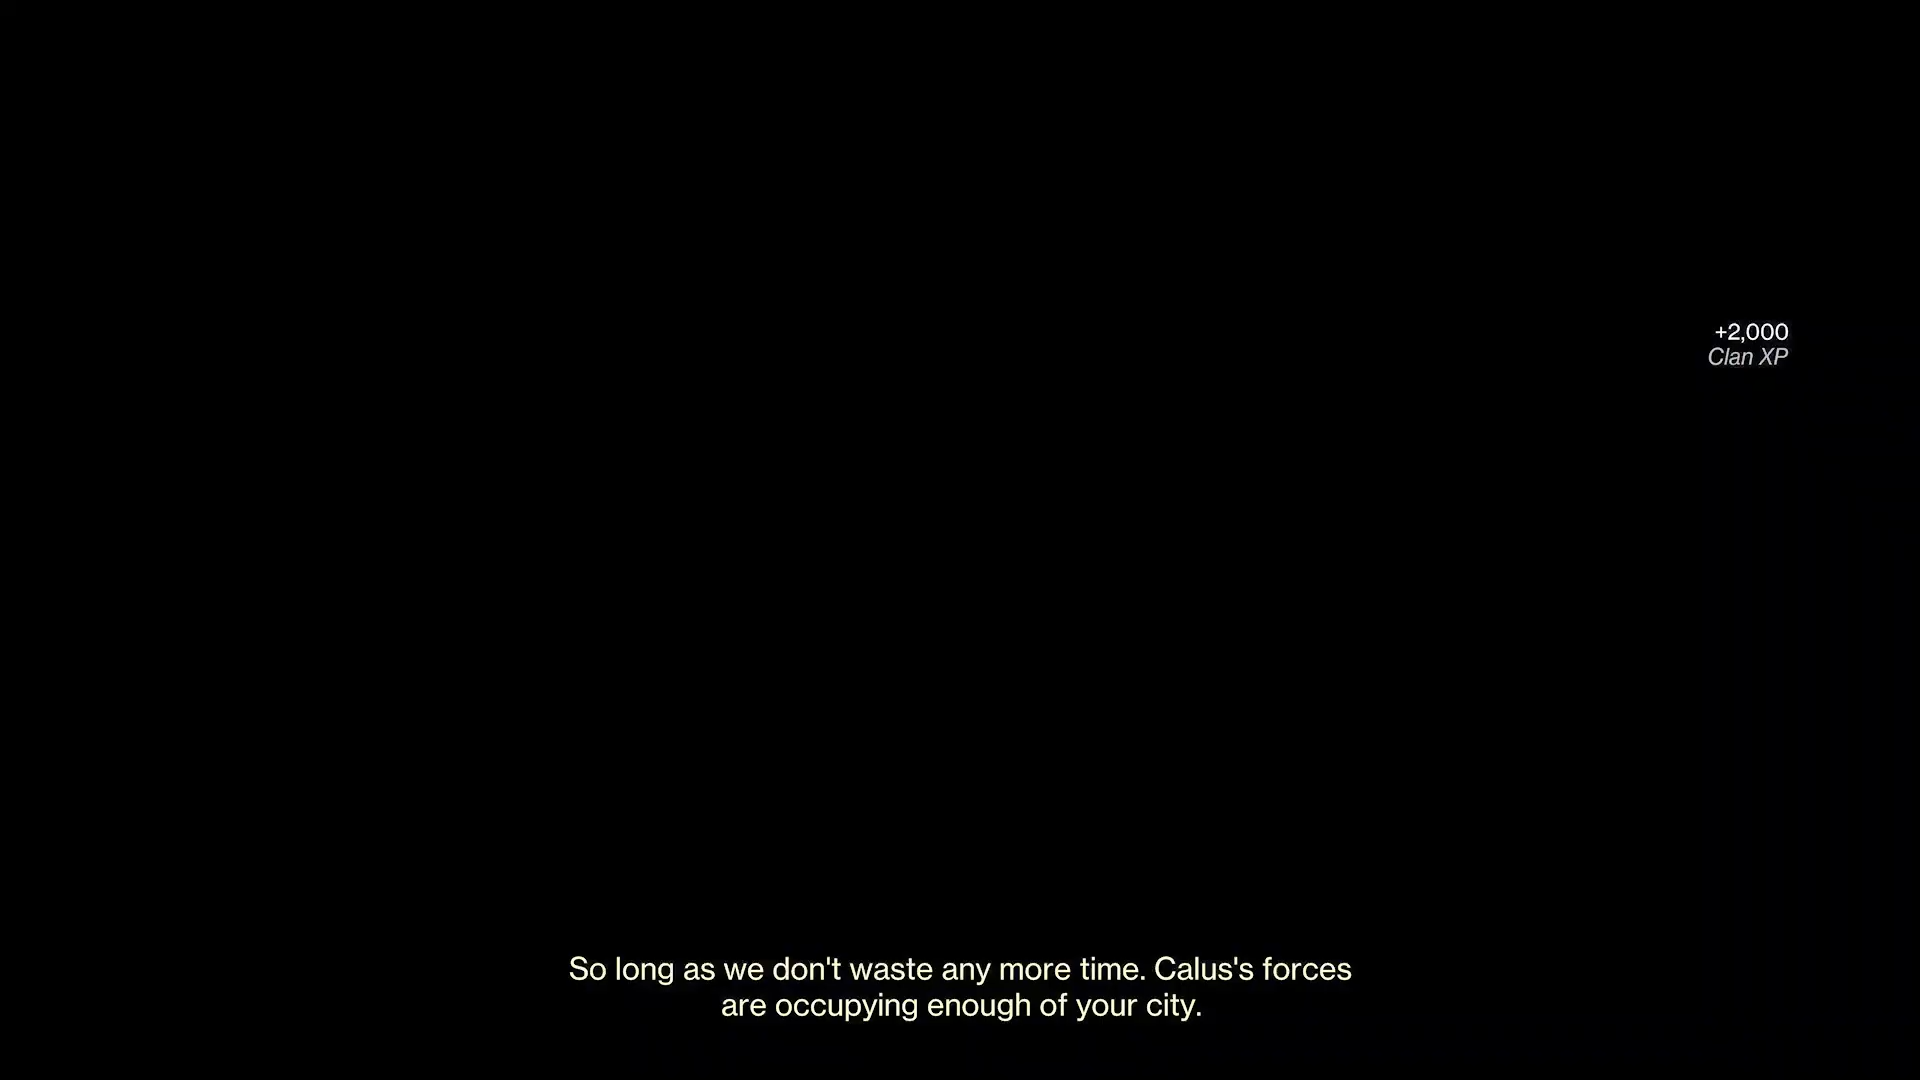 +2,000
Clan XP
So long as we don't waste any more time. Calus's forces
are occupying enough of your city.